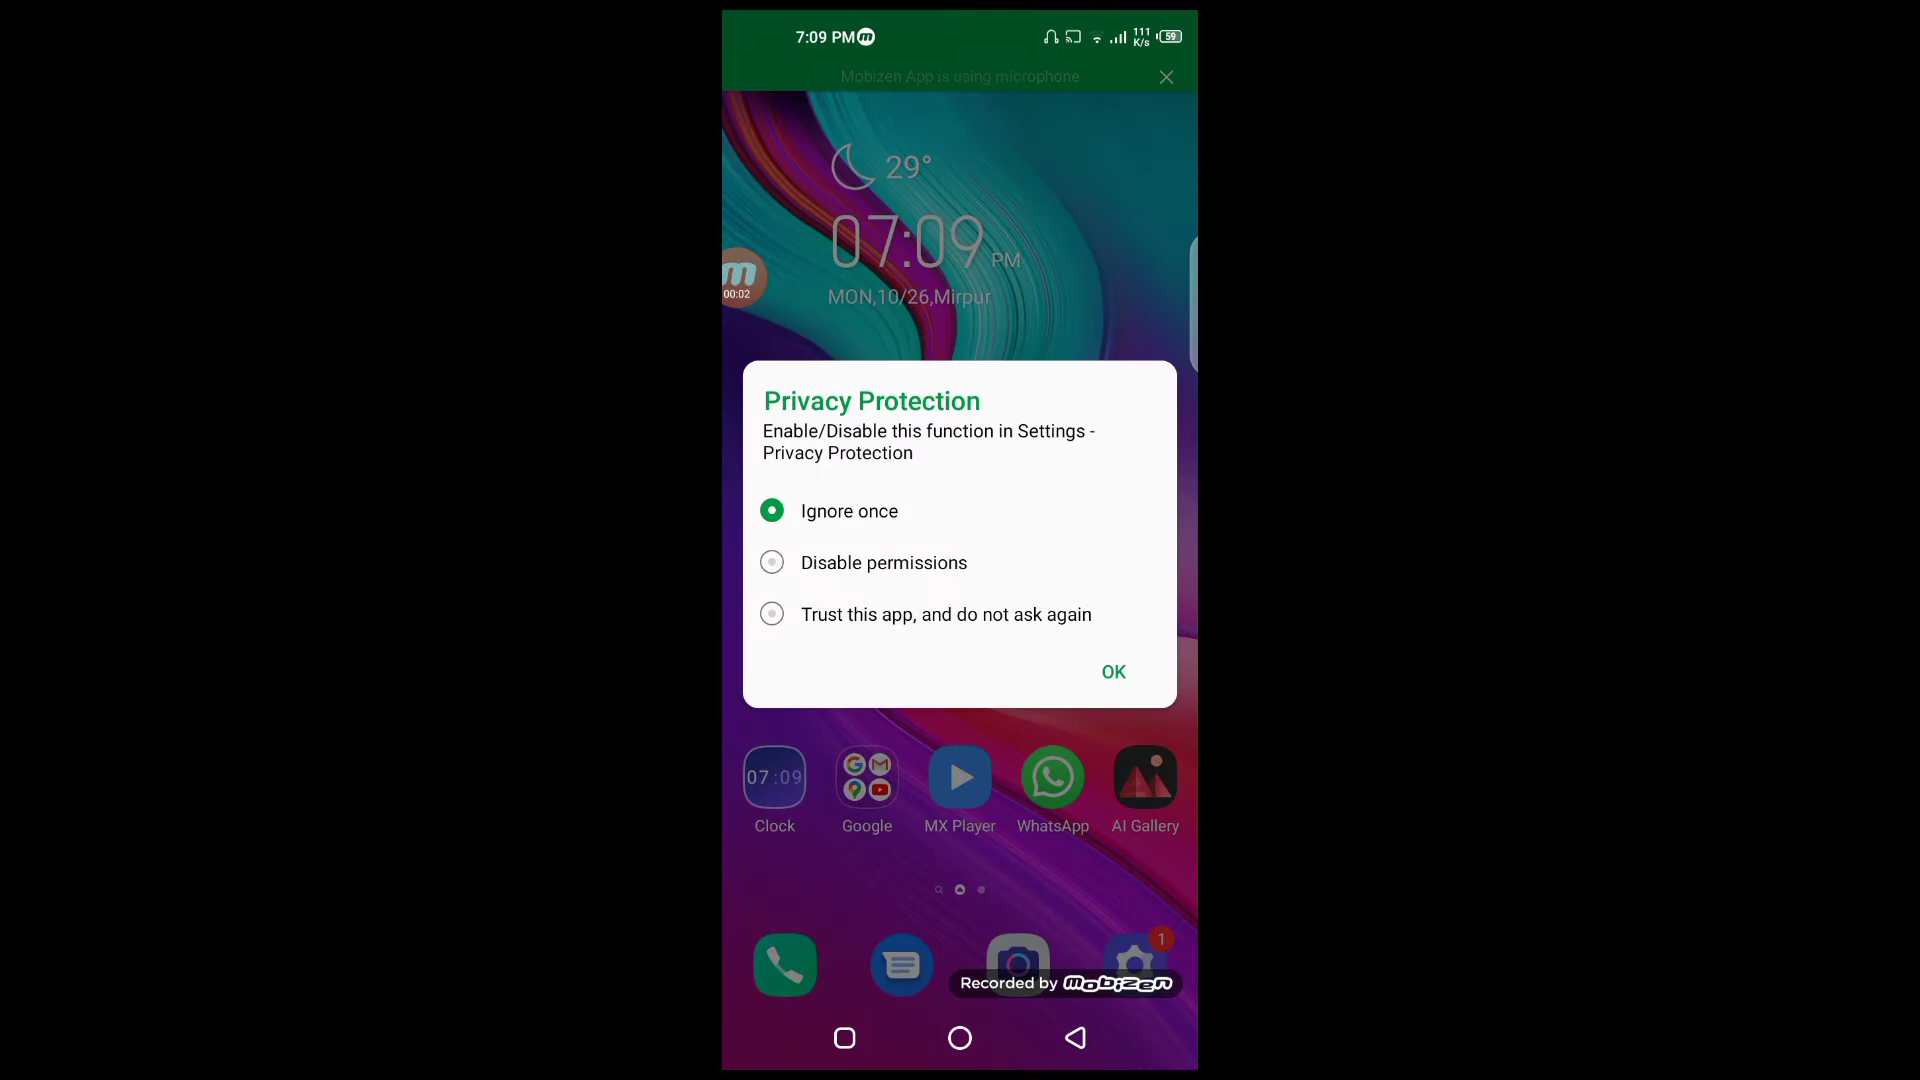 7:09 PM
111
K/s
59
Mobizen App is using microphone
29°
07:09 PM
MON,10/26,Mirpur
m
00:02
Privacy Protection
Enable/Disable this function in Settings -
Privacy Protection
Ignore once
Disable permissions
Trust this app, and do not ask again
OK
07:09
Clock
Google
MX Player
WhatsApp
AI Gallery
1
Recorded by mobizen